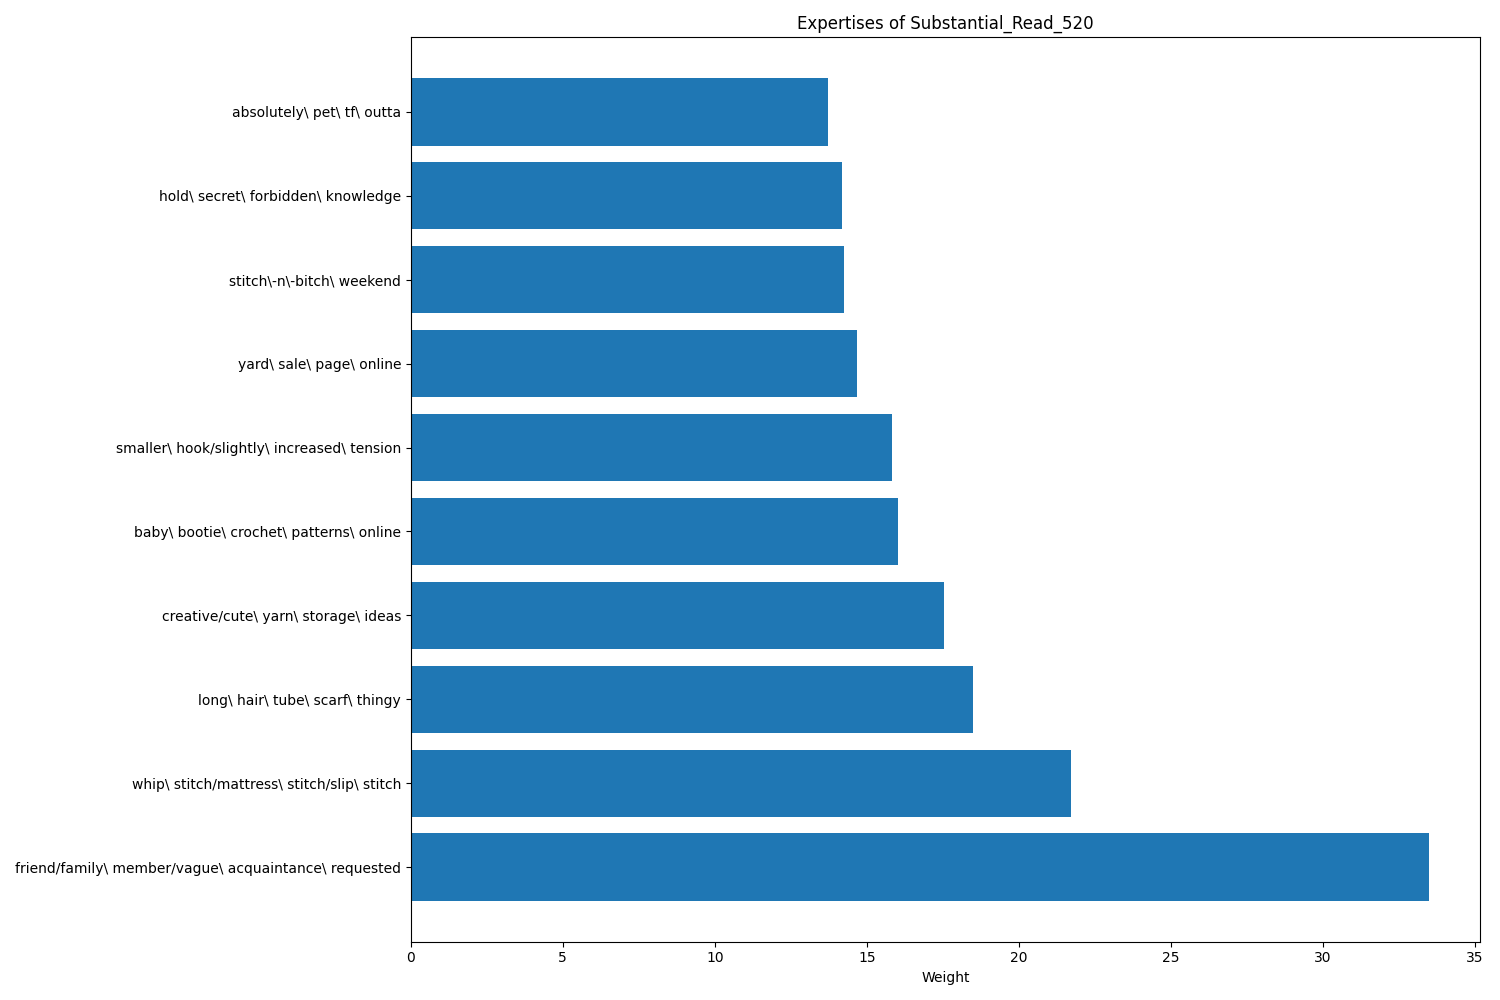 Expertises of Substantial_Read_520
absolutely\ pet\ tf\ outta
hold\ secret\ forbidden\ knowledge
stitch\-n\-bitch\ weekend
yard\ sale\ page\ online
smaller\ hook/slightly\ increased\ tension
baby\ bootie\ crochet\ patterns\ online
creative/cute\ yarn\ storage\ ideas
long\ hair\ tube\ scarf\ thingy
whip\ stitch/mattress\ stitch/slip\ stitch
friend/family\ member/vague\ acquaintance\ requested
0 5 10 15 20 25 30 35
Weight